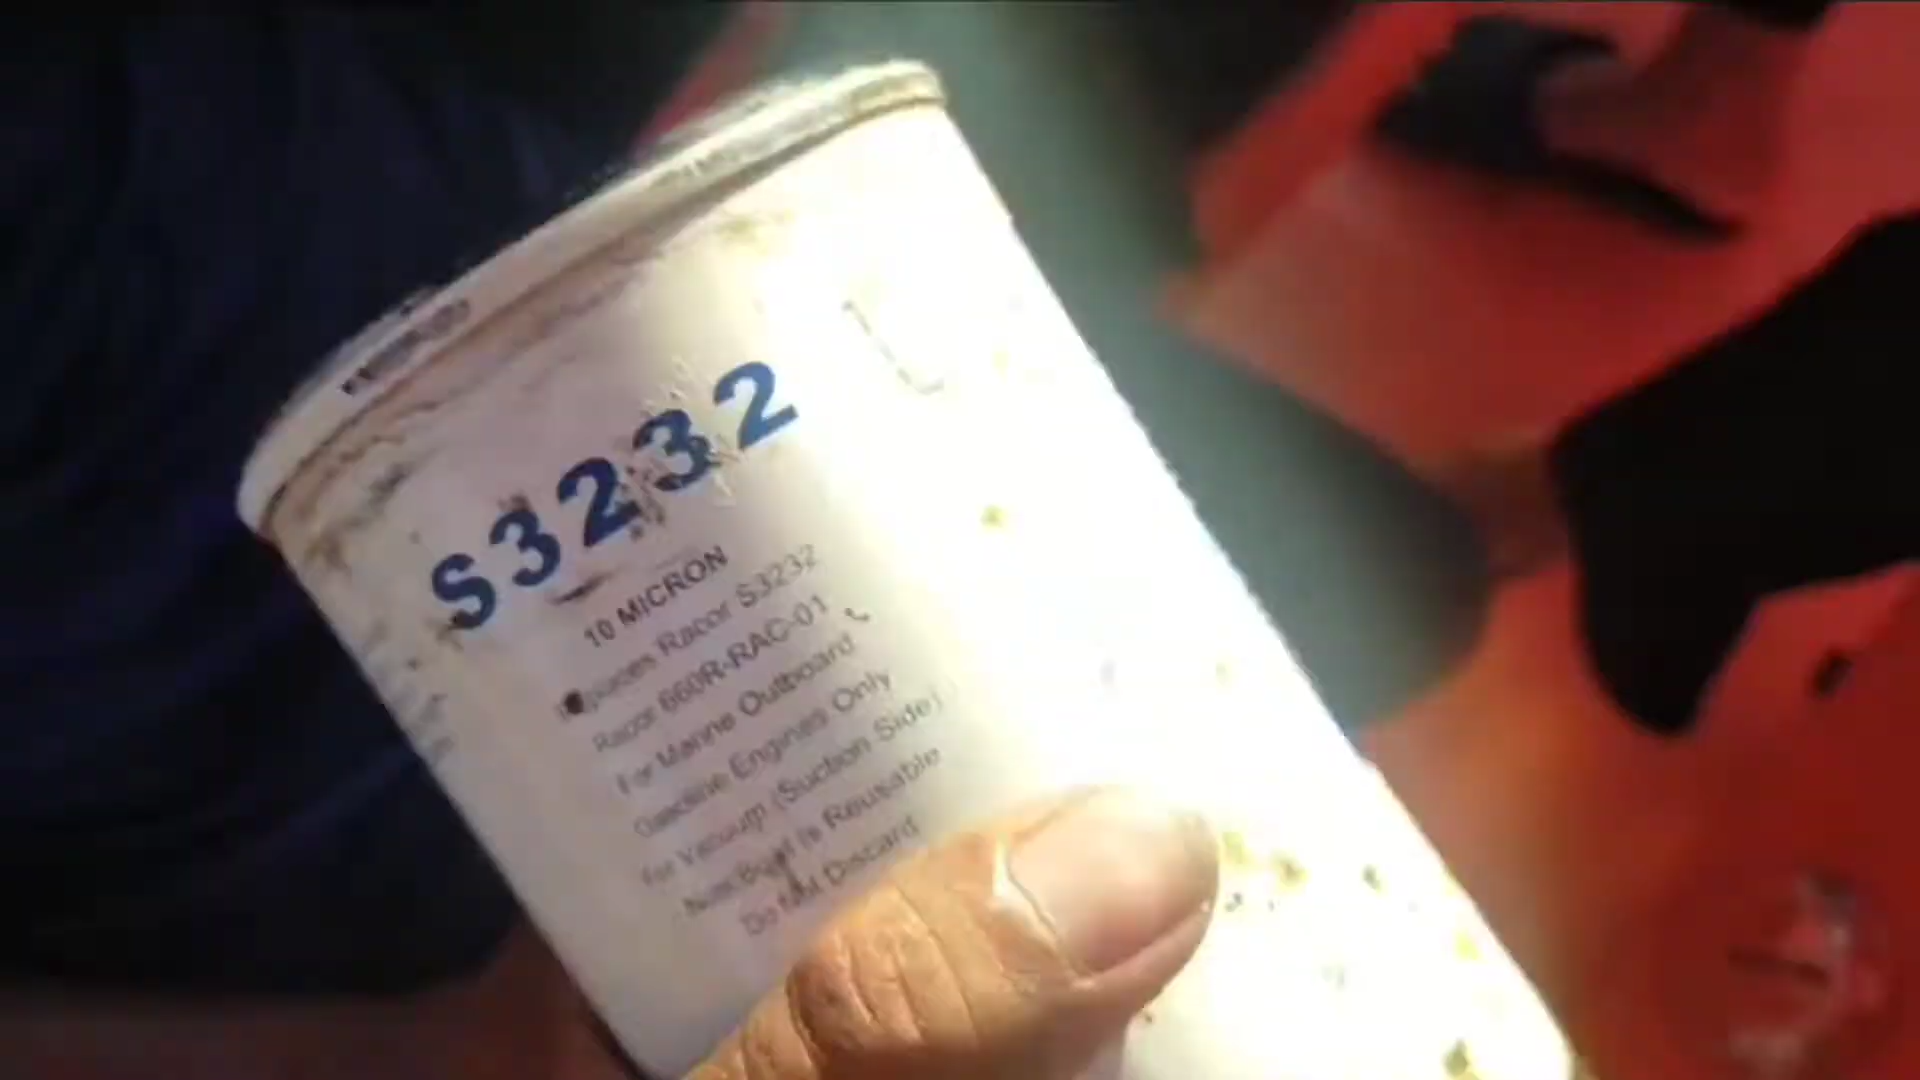 S3232
10 MICRON
Replaces Racor S3232
Racor 660R-RAC-01
For Marine Outboard
Gasoline Engines Only
For Vacuum (Suction Side)
Note: Bowl is Reusable
Do Not Discard